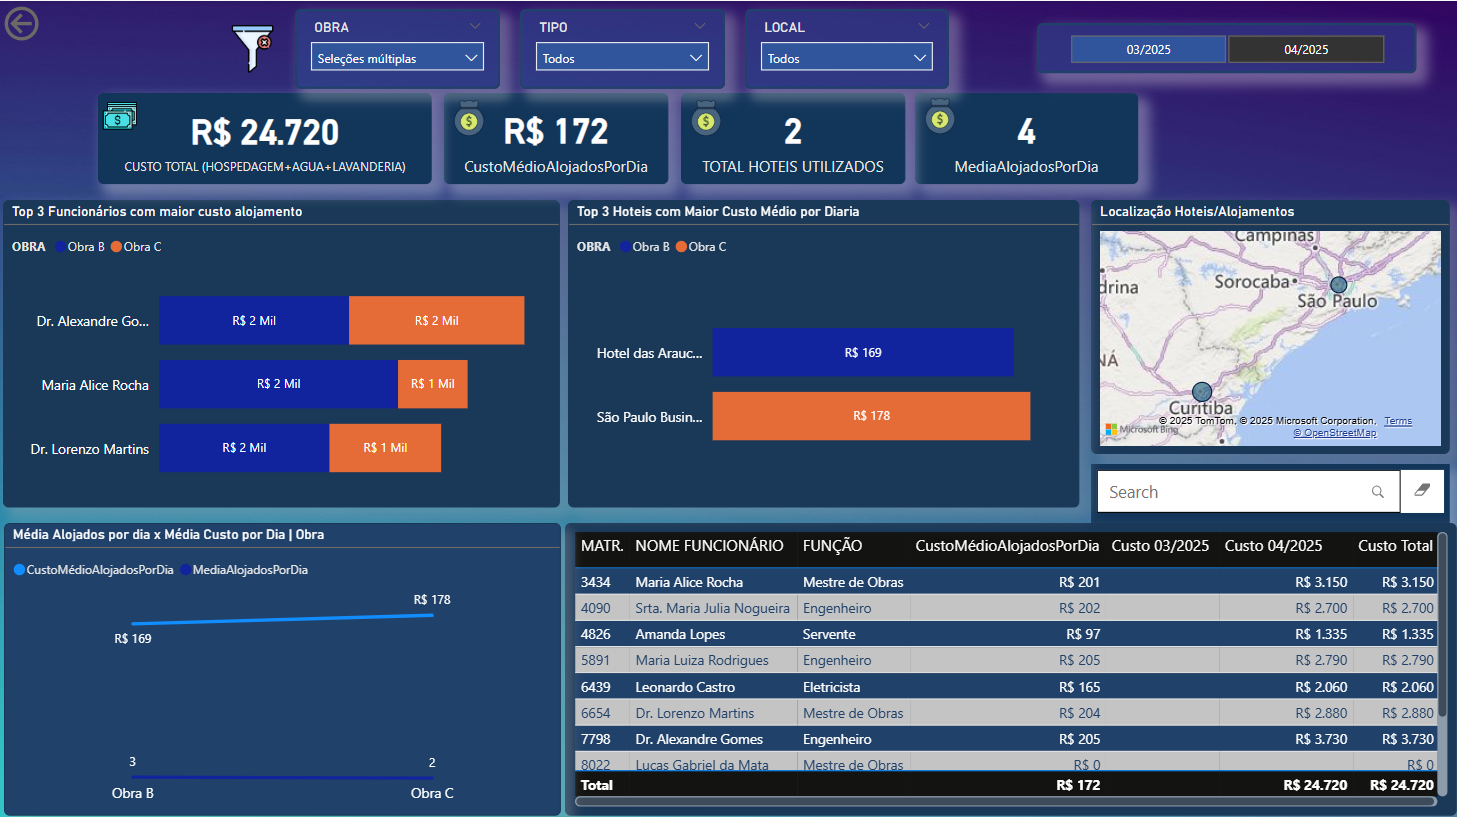 OBRA
Seleções múltiplas
TIPO
Todos
LOCAL
Todos
03/2025
04/2025
R$ 24.720
CUSTO TOTAL (HOSPEDAGEM+AGUA+LAVANDERIA)
R$ 172
CustoMédioAlojadosPorDia
2
TOTAL HOTEIS UTILIZADOS
4
MediaAlojadosPorDia
Top 3 Funcionários com maior custo alojamento
OBRA Obra B Obra C
Dr. Alexandre Go... R$ 2 Mil R$ 2 Mil
Maria Alice Rocha R$ 2 Mil R$ 1 Mil
Dr. Lorenzo Martins R$ 2 Mil R$ 1 Mil
Top 3 Hoteis com Maior Custo Médio por Diaria
OBRA Obra B Obra C
Hotel das Arauc... R$ 169
São Paulo Busin... R$ 178
Localização Hoteis/Alojamentos
Campinas
drina
Sorocaba
São Paulo
NÁ
Curitiba
© 2025 TomTom, © 2025 Microsoft Corporation, Terms
Microsoft Bing
© OpenStreetMap
Search
Média Alojados por dia x Média Custo por Dia | Obra
CustoMédioAlojadosPorDia MediaAlojadosPorDia
R$ 178
R$ 169
3 2
Obra B Obra C
MATR. NOME FUNCIONÁRIO FUNÇÃO CustoMédioAlojadosPorDia Custo 03/2025 Custo 04/2025 Custo Total
3434 Maria Alice Rocha Mestre de Obras R$ 201 R$ 3.150 R$ 3.150
4090 Srta. Maria Julia Nogueira Engenheiro R$ 202 R$ 2.700 R$ 2.700
4826 Amanda Lopes Servente R$ 97 R$ 1.335 R$ 1.335
5891 Maria Luiza Rodrigues Engenheiro R$ 205 R$ 2.790 R$ 2.790
6439 Leonardo Castro Eletricista R$ 165 R$ 2.060 R$ 2.060
6654 Dr. Lorenzo Martins Mestre de Obras R$ 204 R$ 2.880 R$ 2.880
7798 Dr. Alexandre Gomes Engenheiro R$ 205 R$ 3.730 R$ 3.730
8022 Lucas Gabriel da Mata Mestre de Obras R$ 0 R$ 0
Total R$ 172 R$ 24.720 R$ 24.720